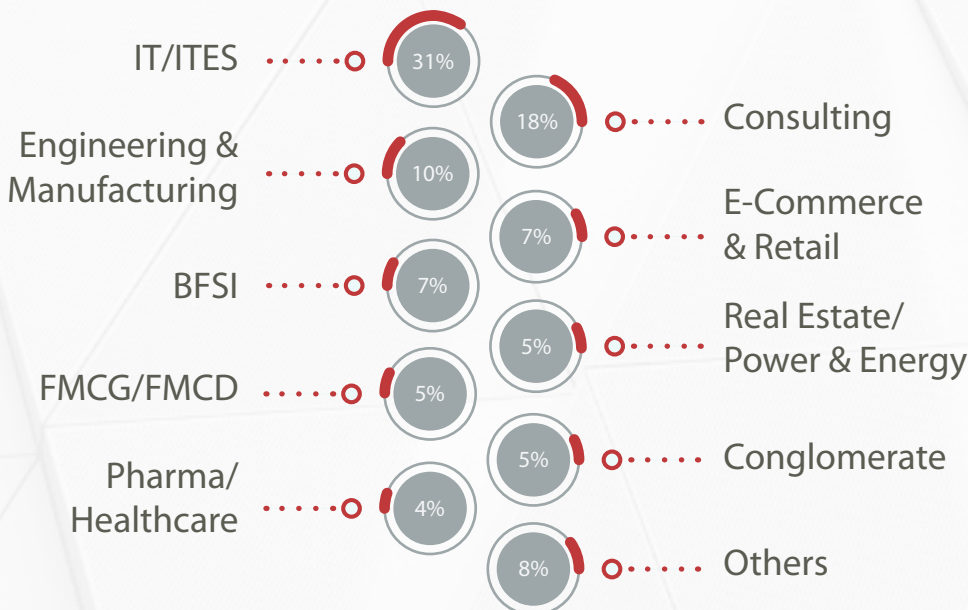 IT/ITES
31%
18%
Consulting
Engineering &
Manufacturing
10%
7%
E-Commerce
& Retail
BFSI
7%
5%
Real Estate/
Power & Energy
FMCG/FMCD
5%
5%
Conglomerate
Pharma/
Healthcare
4%
8%
Others